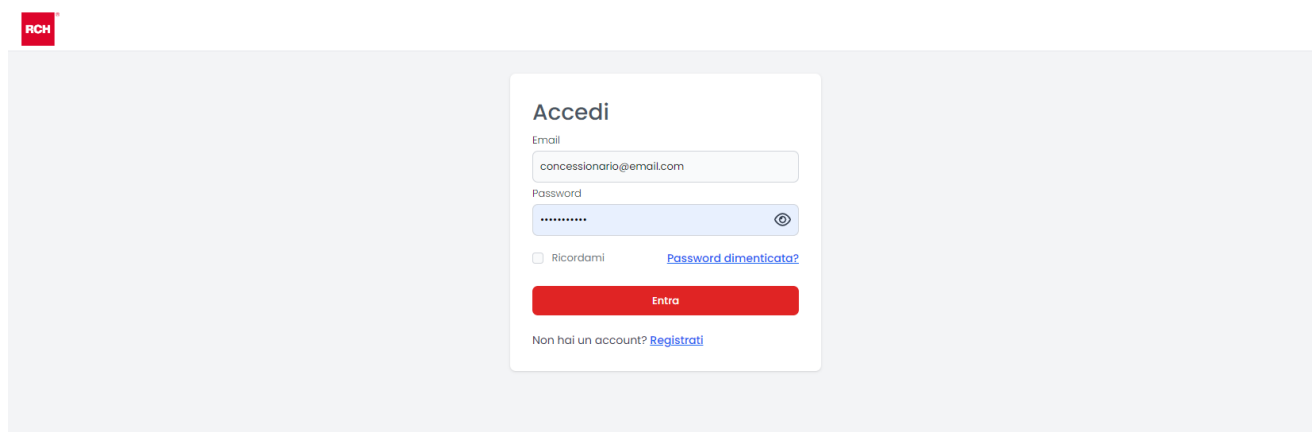 RCH
Accedi
Email
concessionario@email.com
Password
•••••••••••
Ricordami Password dimenticata?
Entra
Non hai un account? Registrati